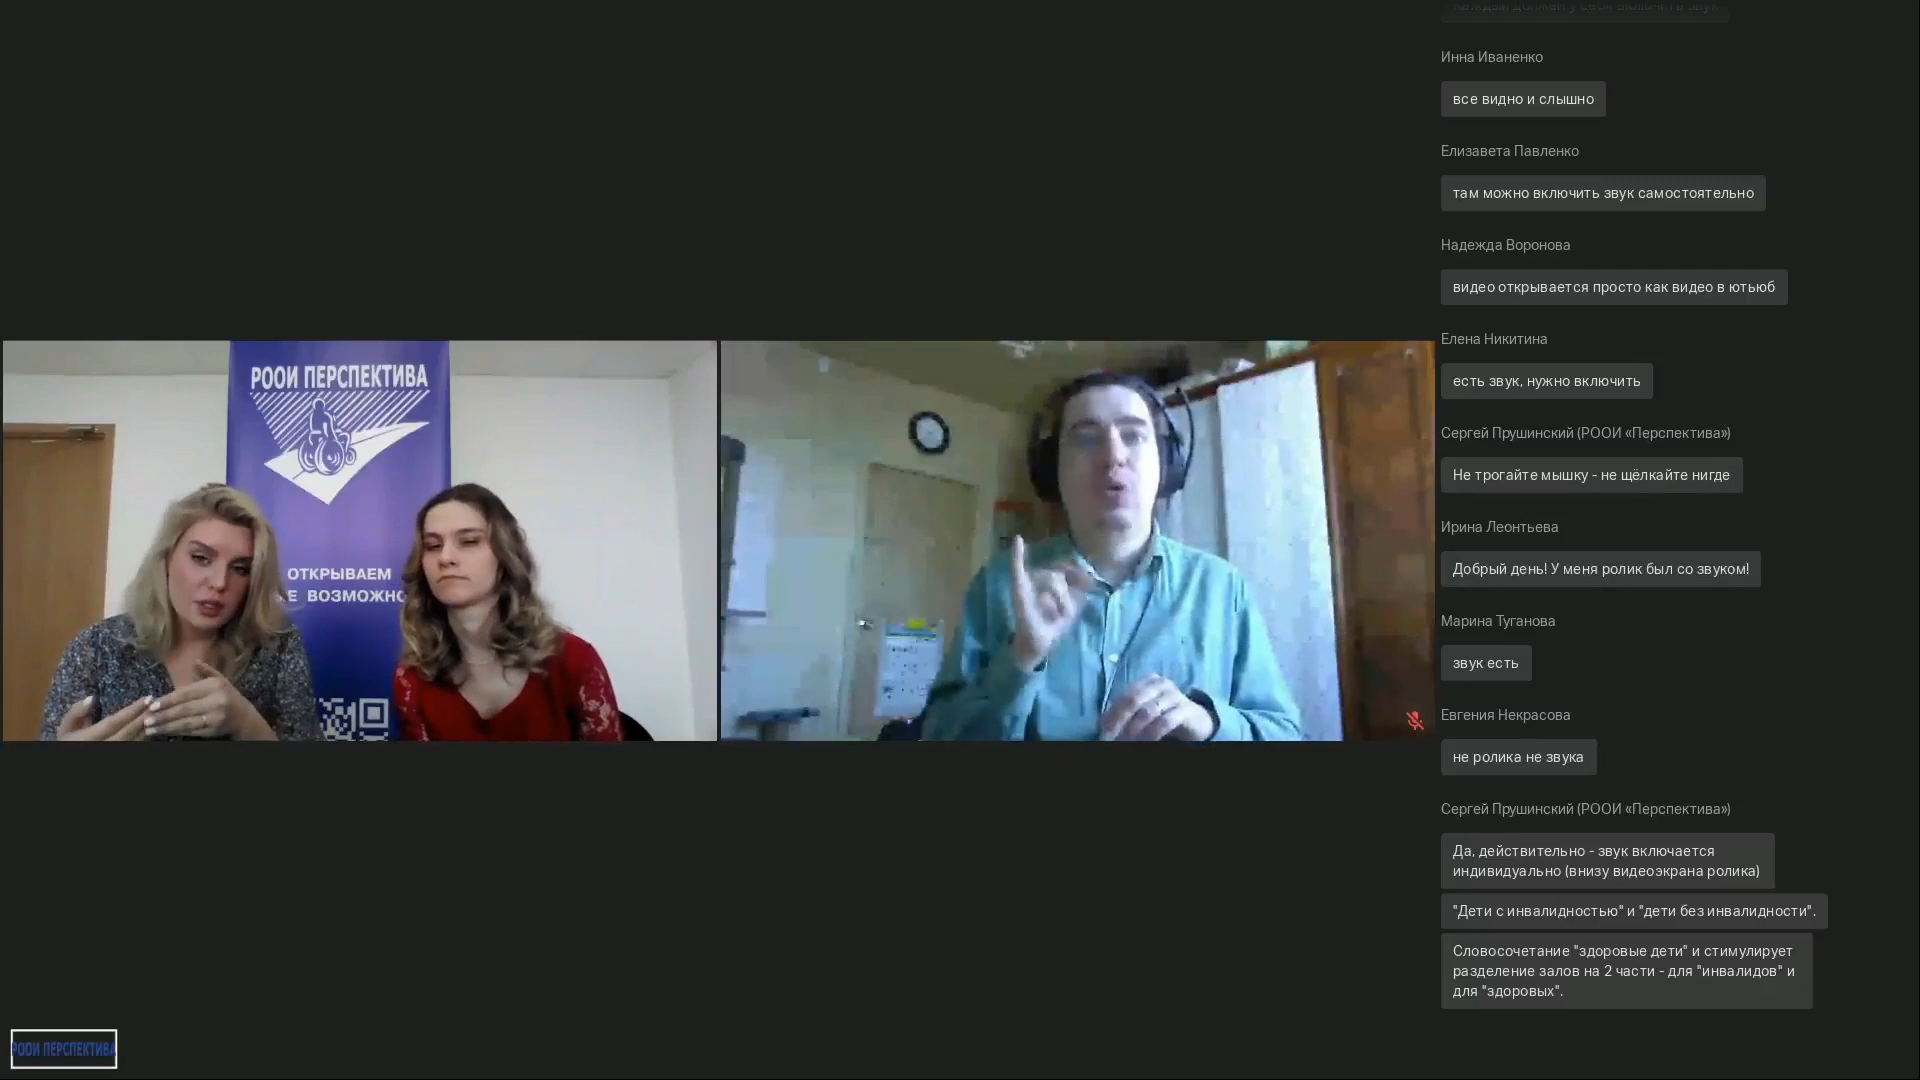 РООИ ПЕРСПЕКТИВА
ОТКРЫВАЕМ
Е ВОЗМОЖНО
РООИ ПЕРСПЕКТИВА
Инна Иваненко
все видно и слышно
Елизавета Павленко
там можно включить звук самостоятельно
Надежда Воронова
видео открывается просто как видео в ютьюб
Елена Никитина
есть звук, нужно включить
Сергей Прушинский (РООИ «Перспектива»)
Не трогайте мышку - не щёлкайте нигде
Ирина Леонтьева
Добрый день! У меня ролик был со звуком!
Марина Туганова
звук есть
Евгения Некрасова
не ролика не звука
Сергей Прушинский (РООИ «Перспектива»)
Да, действительно - звук включается
индивидуально (внизу видеоэкрана ролика)
"Дети с инвалидностью" и "дети без инвалидности".
Словосочетание "здоровые дети" и стимулирует
разделение залов на 2 части - для "инвалидов" и
для "здоровых".